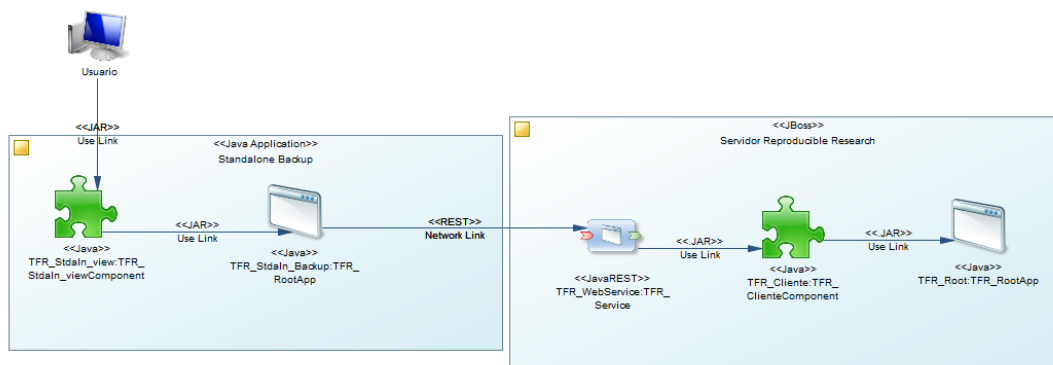 Usuario
<<JAR>>
Use Link
<<Java Application>>
Standalone Backup
<<Java>>
TFR_StdaIn_view:TFR_
StdaIn_viewComponent
<<JAR>>
Use Link
<<Java>>
TFR_StdaIn_Backup:TFR_
RootApp
<<REST>>
Network Link
<<JBoss>>
Servidor Reproducible Research
<<JavaREST>>
TFR_WebService:TFR_
Service
<<.JAR>>
Use Link
<<Java>>
TFR_Cliente:TFR_
ClienteComponent
<<.JAR>>
Use Link
<<Java>>
TFR_Root:TFR_RootApp